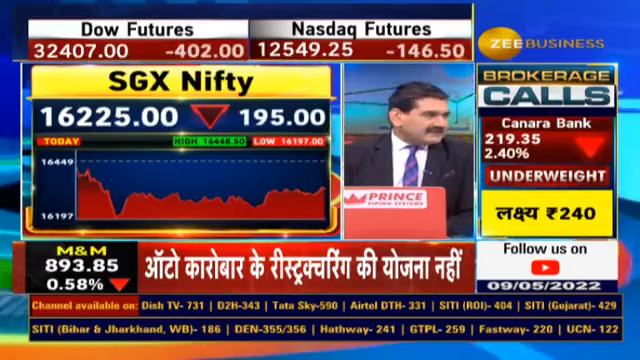 Dow Futures
32407.00 -402.00
Nasdaq Futures
12549.25 -146.50
ZEE BUSINESS
SGX Nifty
16225.00 195.00
TODAY HIGH 16448.50 LOW 16197.00
16449
16197
PRINCE
PIPING SYSTEMS
BROKERAGE
CALLS
Canara Bank
219.35
2.40%
UNDERWEIGHT
लक्ष्य ₹240
M&M
893.85
0.58%
ऑटो कारोबार के रीस्ट्रक्चरिंग की योजना नहीं
Follow us on
09/05/2022
Channel available on: Dish TV- 731 | D2H-343 | Tata Sky-590 | Airtel DTH- 331 | SITI (ROI)- 404 | SITI (Gujarat)- 429
SITI (Bihar & Jharkhand, WB)- 186 | DEN-355/356 | Hathway- 241 | GTPL- 259 | Fastway- 220 | UCN- 122